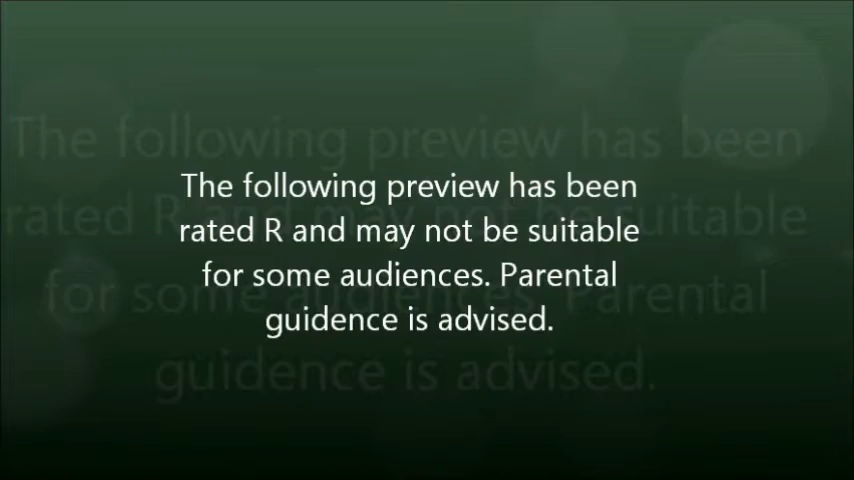 The following preview has been
rated R and may not be suitable
for some audiences. Parental
guidence is advised.